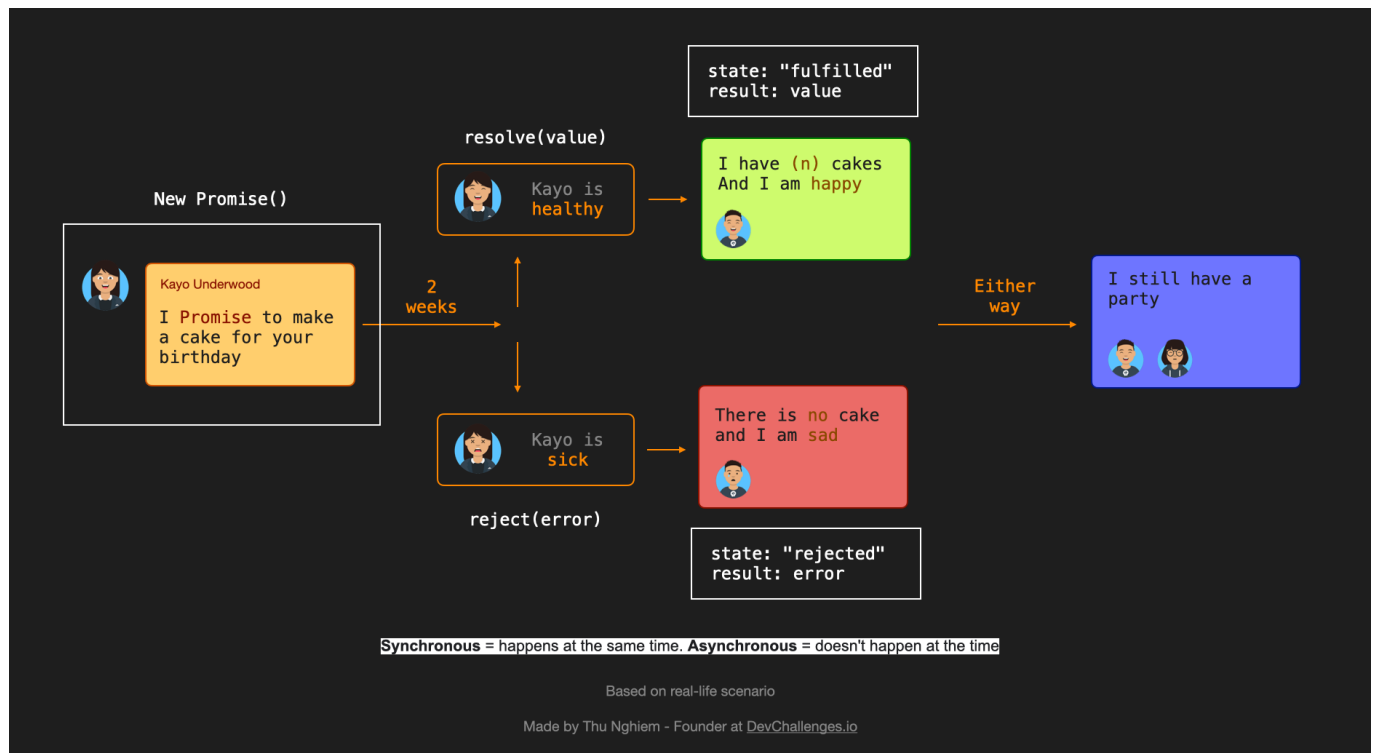 New Promise()
Kayo Underwood
I Promise to make
a cake for your
birthday
2
weeks
resolve(value)
Kayo is
healthy
state: "fulfilled"
result: value
I have (n) cakes
And I am happy
Kayo is
sick
reject(error)
There is no cake
and I am sad
state: "rejected"
result: error
Either
way
I still have a
party
Synchronous = happens at the same time. Asynchronous = doesn't happen at the time
Based on real-life scenario
Made by Thu Nghiem - Founder at DevChallenges.io